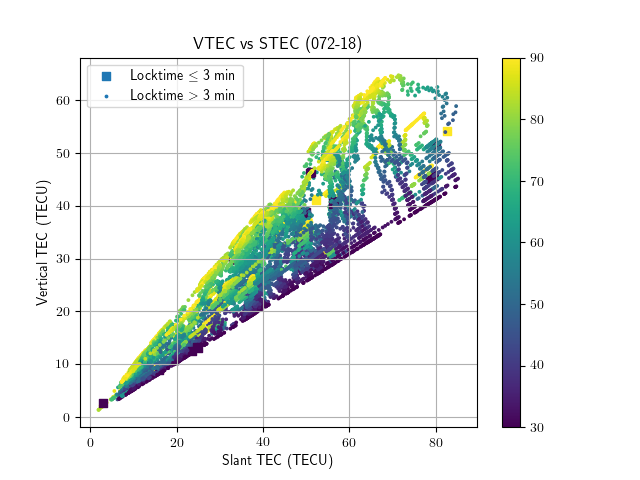 VTEC vs STEC (072-18)
Locktime ≤ 3 min
Locktime > 3 min
Vertical TEC (TECU)
60
50
40
30
20
10
0
0 20 40 60 80
Slant TEC (TECU)
90
80
70
60
50
40
30